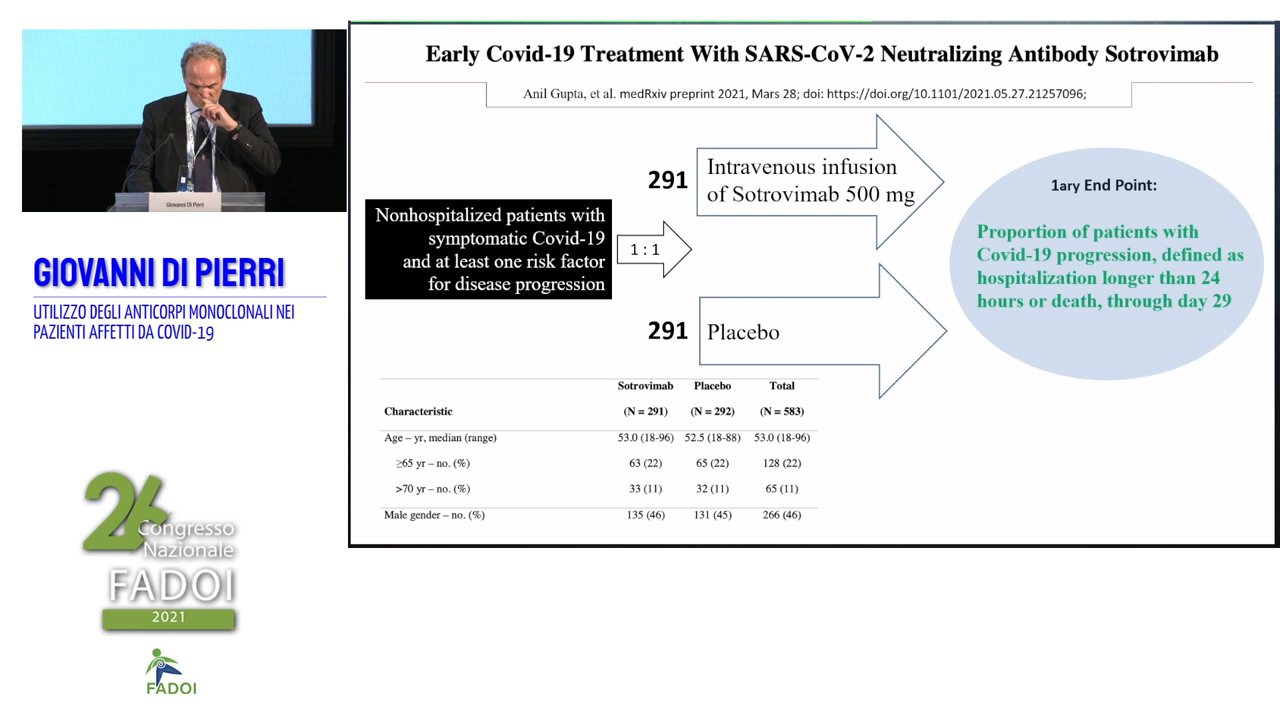 Early Covid-19 Treatment With SARS-CoV-2 Neutralizing Antibody Sotrovimab
Anil Gupta, et al. medRxiv preprint 2021, Mars 28; doi: https://doi.org/10.1101/2021.05.27.21257096;
Nonhospitalized patients with
symptomatic Covid-19
and at least one risk factor
for disease progression
1 : 1
291
Intravenous infusion
of Sotrovimab 500 mg
291
Placebo
1ary End Point:
Proportion of patients with
Covid-19 progression, defined as
hospitalization longer than 24
hours or death, through day 29
Sotrovimab Placebo Total
Characteristic (N = 291) (N = 292) (N = 583)
Age – yr, median (range) 53.0 (18-96) 52.5 (18-88) 53.0 (18-96)
≥65 yr – no. (%) 63 (22) 65 (22) 128 (22)
>70 yr – no. (%) 33 (11) 32 (11) 65 (11)
Male gender – no. (%) 135 (46) 131 (45) 266 (46)
Giovanni Di Perri
GIOVANNI DI PIERRI
UTILIZZO DEGLI ANTICORPI MONOCLONALI NEI
PAZIENTI AFFETTI DA COVID-19
26
Congresso
Nazionale
FADOI
2021
FADOI